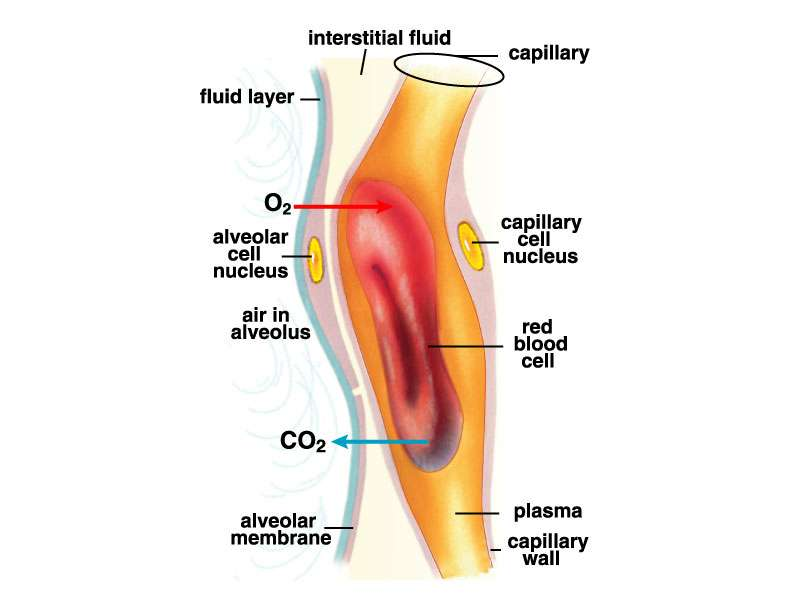 interstitial fluid
capillary
fluid layer
O₂
alveolar
cell
nucleus
capillary
cell
nucleus
air in
alveolus
red
blood
cell
CO₂
alveolar
membrane
plasma
capillary
wall